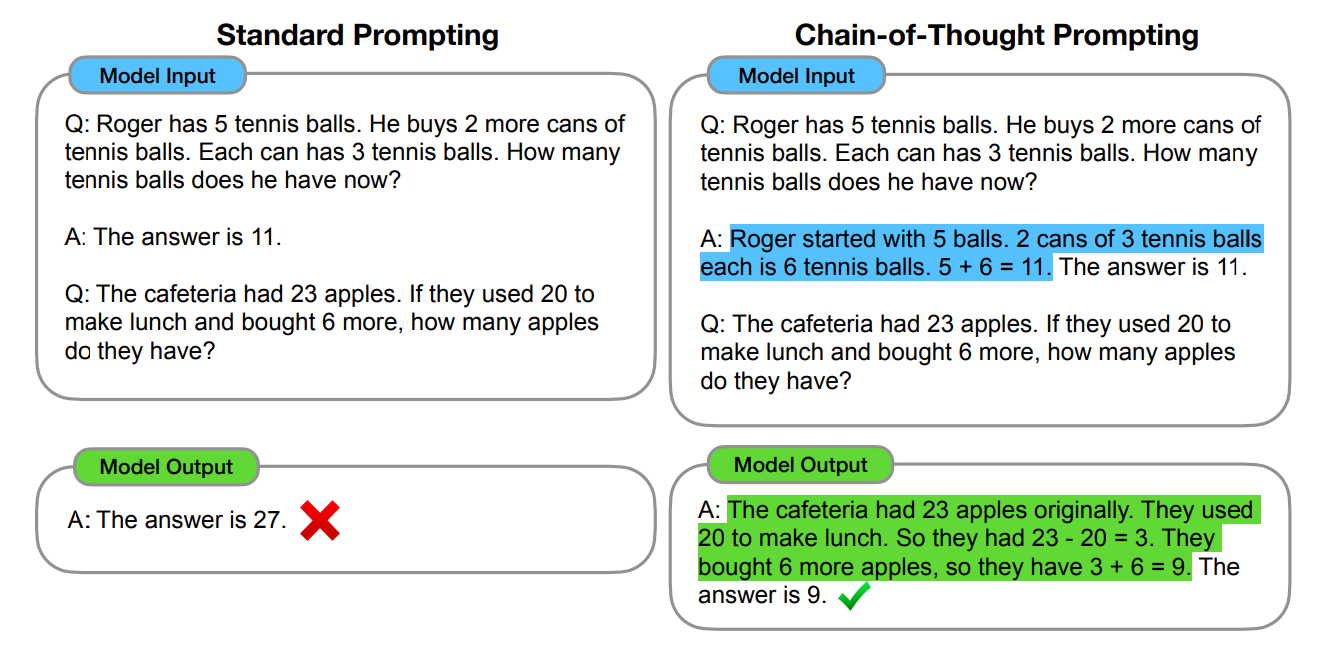 Standard Prompting
Model Input
Q: Roger has 5 tennis balls. He buys 2 more cans of
tennis balls. Each can has 3 tennis balls. How many
tennis balls does he have now?
A: The answer is 11.
Q: The cafeteria had 23 apples. If they used 20 to
make lunch and bought 6 more, how many apples
do they have?
Model Output
A: The answer is 27.
Chain-of-Thought Prompting
Model Input
Q: Roger has 5 tennis balls. He buys 2 more cans of
tennis balls. Each can has 3 tennis balls. How many
tennis balls does he have now?
A: Roger started with 5 balls. 2 cans of 3 tennis balls
each is 6 tennis balls. 5 + 6 = 11. The answer is 11.
Q: The cafeteria had 23 apples. If they used 20 to
make lunch and bought 6 more, how many apples
do they have?
Model Output
A: The cafeteria had 23 apples originally. They used
20 to make lunch. So they had 23 - 20 = 3. They
bought 6 more apples, so they have 3 + 6 = 9. The
answer is 9.